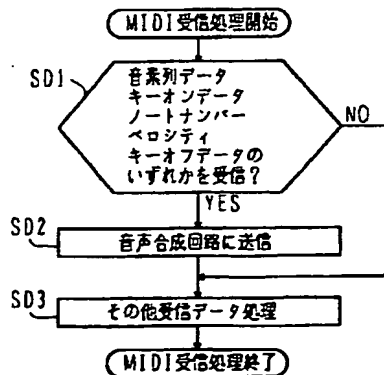 MIDI受信処理開始
SD1
音素列データ
キーオンデータ
ノートナンバー
ベロシティ
キーオフデータの
いずれかを受信?
NO
YES
SD2
音声合成回路に送信
SD3
その他受信データ処理
MIDI受信処理終了